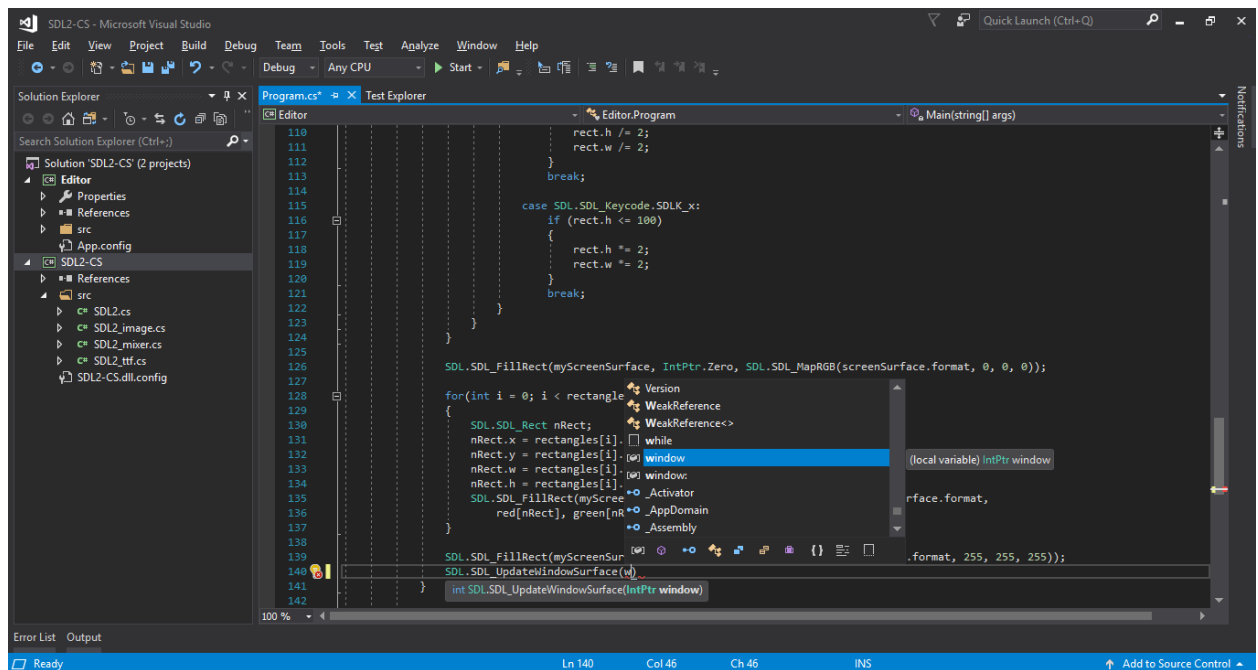 SDL2-CS - Microsoft Visual Studio
Quick Launch (Ctrl+Q)
File Edit View Project Build Debug Team Tools Test Analyze Window Help
Debug Any CPU Start
Solution Explorer
Program.cs* Test Explorer
Notifications
Editor Editor.Program Main(string[] args)
Search Solution Explorer (Ctrl+;)
Solution 'SDL2-CS' (2 projects)
Editor
Properties
References
src
App.config
SDL2-CS
References
src
SDL2.cs
SDL2_image.cs
SDL2_mixer.cs
SDL2_ttf.cs
SDL2-CS.dll.config
110 rect.h /= 2;
111 rect.w /= 2;
112 }
113 break;
114
115 case SDL.SDL_Keycode.SDLK_x:
116 if (rect.h <= 100)
117 {
118 rect.h *= 2;
119 rect.w *= 2;
120 }
121 break;
122 }
123 }
124 }
125
126 SDL.SDL_FillRect(myScreenSurface, IntPtr.Zero, SDL.SDL_MapRGB(screenSurface.format, 0, 0, 0));
127
128 for(int i = 0; i < rectangle
129 {
130 SDL.SDL_Rect nRect;
131 nRect.x = rectangles[i].
132 nRect.y = rectangles[i].
133 nRect.w = rectangles[i].
134 nRect.h = rectangles[i].
135 SDL.SDL_FillRect(myScree rface.format,
136 red[nRect], green[nR
137 }
138
139 SDL.SDL_FillRect(myScreenSur .format, 255, 255, 255));
140 SDL.SDL_UpdateWindowSurface(w)
141 }
142
Version
WeakReference
WeakReference<>
while
window
window:
_Activator
_AppDomain
_Assembly
(local variable) IntPtr window
int SDL.SDL_UpdateWindowSurface(IntPtr window)
100 %
Error List Output
Ready Ln 140 Col 46 Ch 46 INS Add to Source Control